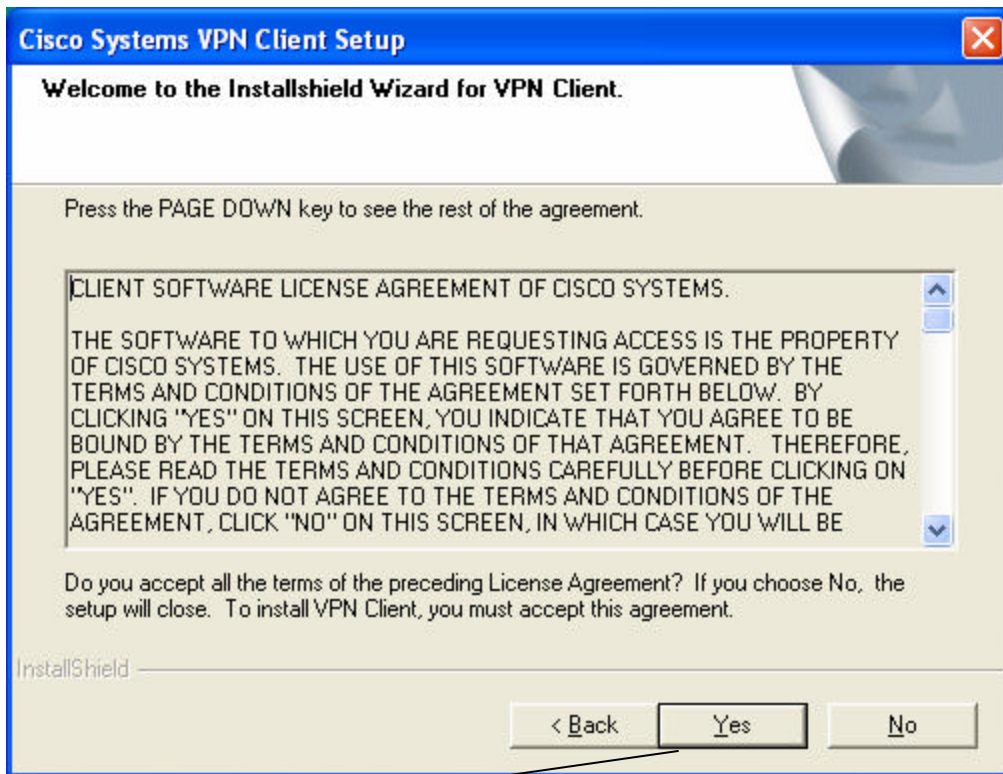 Cisco Systems VPN Client Setup
Welcome to the Installshield Wizard for VPN Client.
Press the PAGE DOWN key to see the rest of the agreement.
CLIENT SOFTWARE LICENSE AGREEMENT OF CISCO SYSTEMS.
THE SOFTWARE TO WHICH YOU ARE REQUESTING ACCESS IS THE PROPERTY
OF CISCO SYSTEMS.  THE USE OF THIS SOFTWARE IS GOVERNED BY THE
TERMS AND CONDITIONS OF THE AGREEMENT SET FORTH BELOW.  BY
CLICKING "YES" ON THIS SCREEN, YOU INDICATE THAT YOU AGREE TO BE
BOUND BY THE TERMS AND CONDITIONS OF THAT AGREEMENT.  THEREFORE,
PLEASE READ THE TERMS AND CONDITIONS CAREFULLY BEFORE CLICKING ON
"YES".  IF YOU DO NOT AGREE TO THE TERMS AND CONDITIONS OF THE
AGREEMENT, CLICK "NO" ON THIS SCREEN, IN WHICH CASE YOU WILL BE
Do you accept all the terms of the preceding License Agreement?  If you choose No,  the
setup will close.  To install VPN Client, you must accept this agreement.
InstallShield
< Back
Yes
No